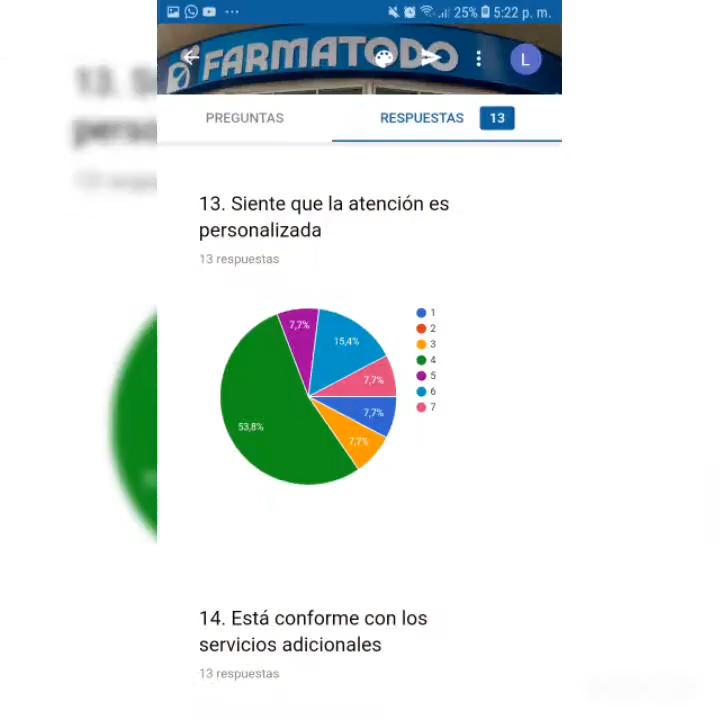 25% 5:22 p. m.
FARMATODO
L
PREGUNTAS
RESPUESTAS 13
13. Siente que la atención es
personalizada
13 respuestas
7,7%
15,4%
7,7%
7,7%
7,7%
53,8%
1
2
3
4
5
6
7
14. Está conforme con los
servicios adicionales
13 respuestas